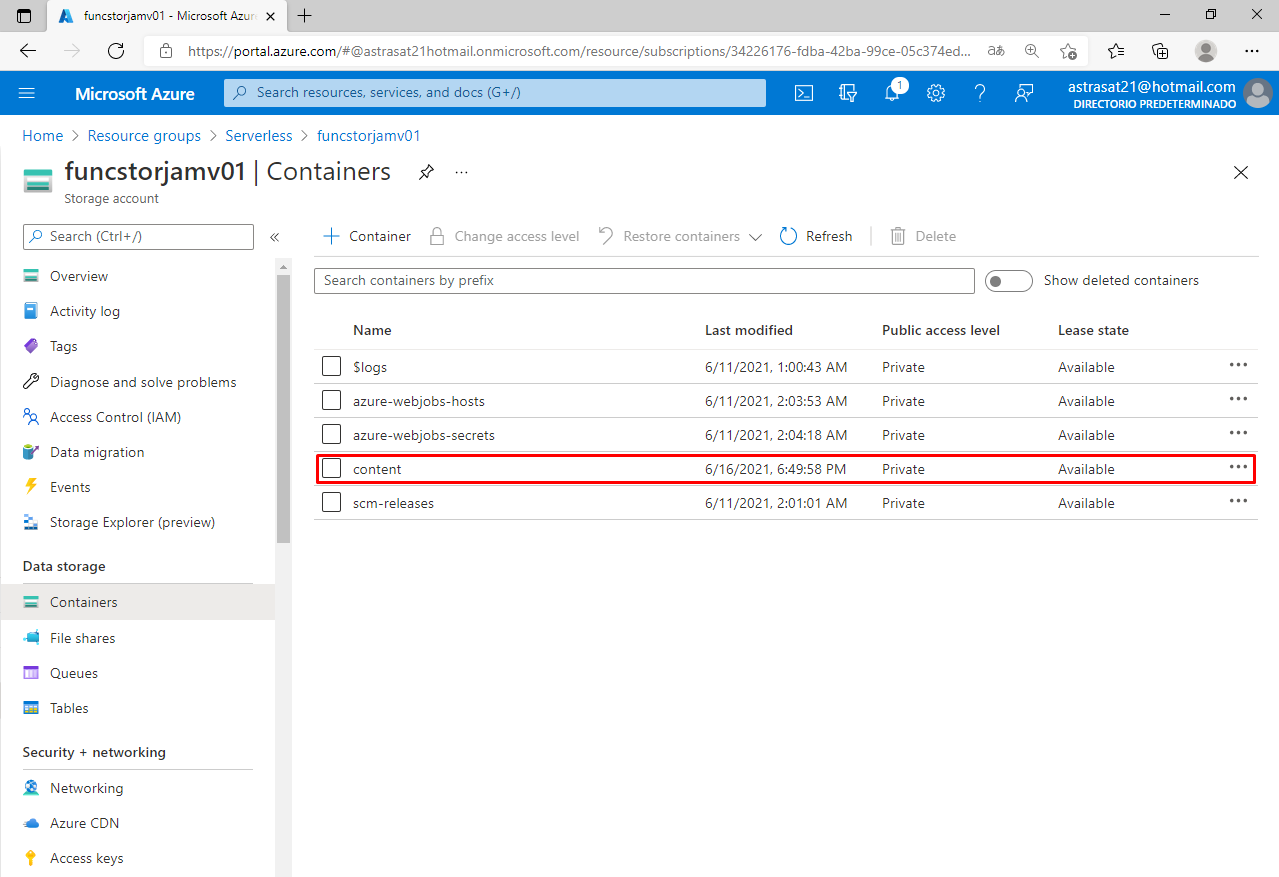 funcstorjamv01 - Microsoft Azur
https://portal.azure.com/#@astrasat21hotmail.onmicrosoft.com/resource/subscriptions/34226176-fdba-42ba-99ce-05c374ed...
Microsoft Azure
Search resources, services, and docs (G+/)
1
astrasat21@hotmail.com
DIRECTORIO PREDETERMINADO
Home > Resource groups > Serverless > funcstorjamv01
funcstorjamv01 | Containers
Storage account
Search (Ctrl+/)
«
Overview
Activity log
Tags
Diagnose and solve problems
Access Control (IAM)
Data migration
Events
Storage Explorer (preview)
Data storage
Containers
File shares
Queues
Tables
Security + networking
Networking
Azure CDN
Access keys
Container Change access level Restore containers Refresh Delete
Search containers by prefix
Show deleted containers
Name Last modified Public access level Lease state
$logs 6/11/2021, 1:00:43 AM Private Available
azure-webjobs-hosts 6/11/2021, 2:03:53 AM Private Available
azure-webjobs-secrets 6/11/2021, 2:04:18 AM Private Available
content 6/16/2021, 6:49:58 PM Private Available
scm-releases 6/11/2021, 2:01:01 AM Private Available